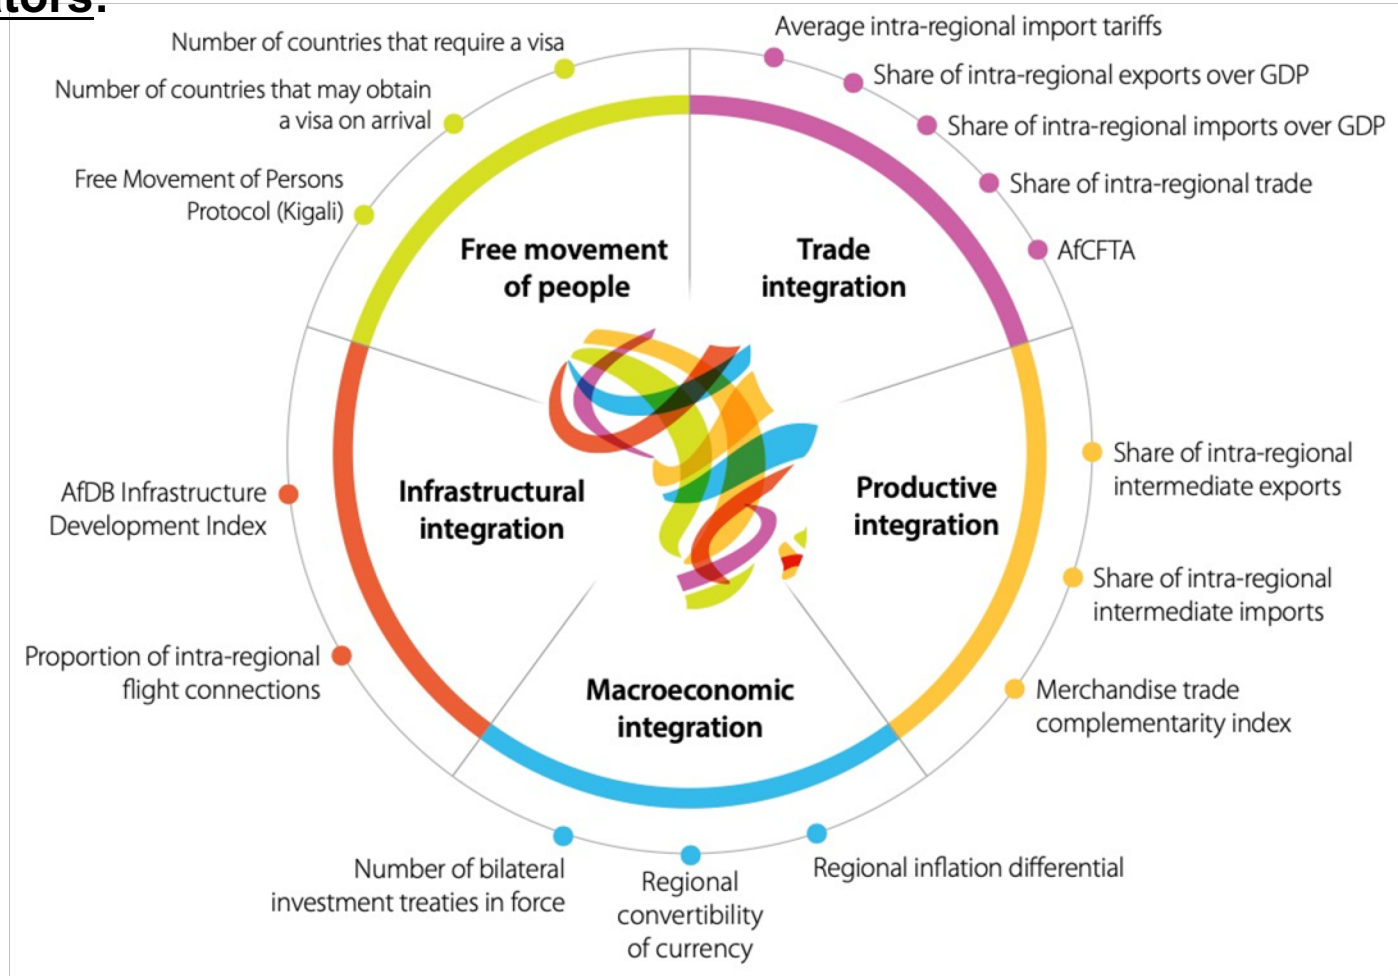 Number of countries that require a visa
Number of countries that may obtain
a visa on arrival
Free Movement of Persons
Protocol (Kigali)
Free movement
of people
Average intra-regional import tariffs
Share of intra-regional exports over GDP
Share of intra-regional imports over GDP
Share of intra-regional trade
AfCFTA
Trade
integration
Share of intra-regional
intermediate exports
Share of intra-regional
intermediate imports
Merchandise trade
complementarity index
Productive
integration
Macroeconomic
integration
Regional inflation differential
Regional
convertibility
of currency
Number of bilateral
investment treaties in force
Infrastructural
integration
AfDB Infrastructure
Development Index
Proportion of intra-regional
flight connections